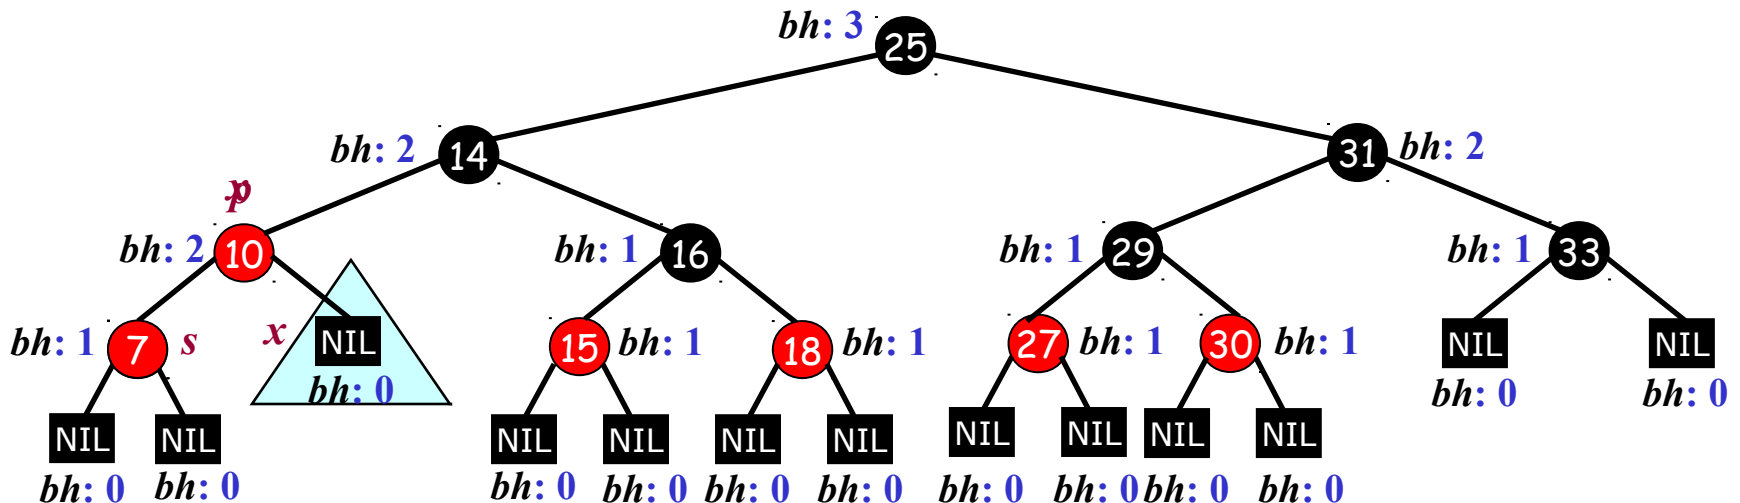 bh: 3 25
bh: 2 14 31 bh: 2
bh: 2 10 bh: 1 16 bh: 1 29 bh: 1 33
bh: 1 7 s x NIL 15 bh: 1 18 bh: 1 27 bh: 1 30 bh: 1 NIL NIL
bh: 0 bh: 0 bh: 0
NIL NIL NIL NIL NIL NIL NIL NIL NIL NIL
bh: 0 bh: 0 bh: 0 bh: 0 bh: 0 bh: 0 bh: 0 bh: 0 bh: 0 bh: 0